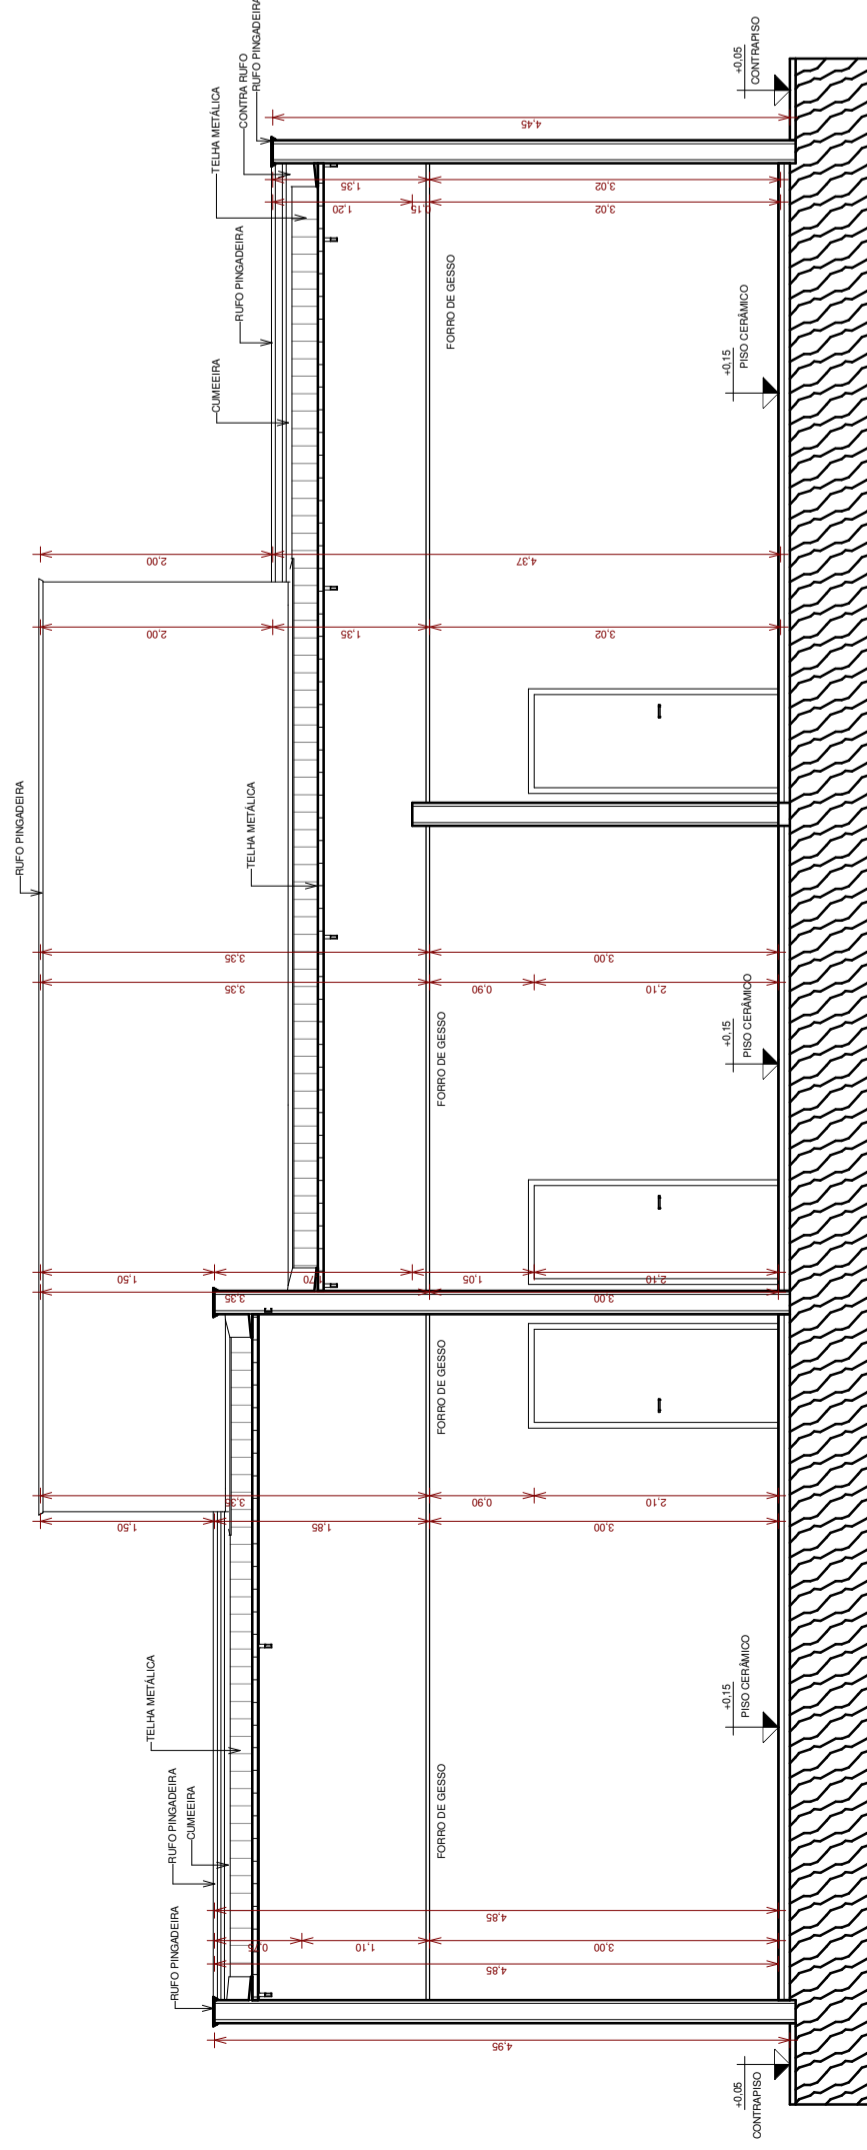 RUFO PINGADEIRA
CONTRA RUFO
TELHA METÁLICA
RUFO PINGADEIRA
CUMEEIRA
+0,05
CONTRAPISO
4,45
1,35
3,02
1,20
0,15
3,02
FORRO DE GESSO
+0,15
PISO CERÂMICO
2,00
4,37
2,00
1,35
3,02
RUFO PINGADEIRA
TELHA METÁLICA
3,35
3,00
3,35
0,90
2,10
FORRO DE GESSO
+0,15
PISO CERÂMICO
1,50
1,70
1,05
2,10
3,35
3,00
FORRO DE GESSO
3,35
0,90
2,10
1,50
1,85
3,00
TELHA METÁLICA
+0,15
PISO CERÂMICO
FORRO DE GESSO
RUFO PINGADEIRA
CUMEEIRA
RUFO PINGADEIRA
4,85
0,75
1,10
3,00
4,85
4,95
+0,05
CONTRAPISO